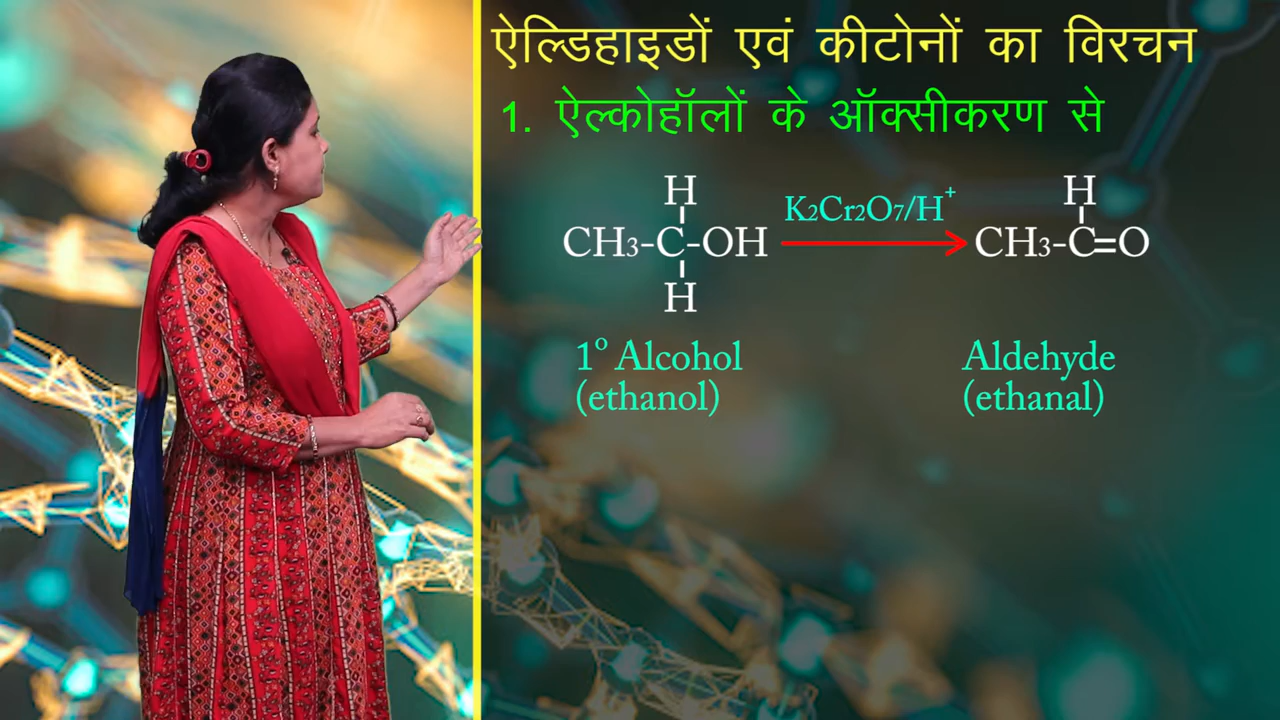 ऐल्डिहाइडों एवं कीटोनों का विरचन
1. ऐल्कोहॉलों के ऑक्सीकरण से
H H
K₂Cr₂O₇/H⁺
CH₃-C-OH CH₃-C=O
H
1° Alcohol Aldehyde
(ethanol) (ethanal)